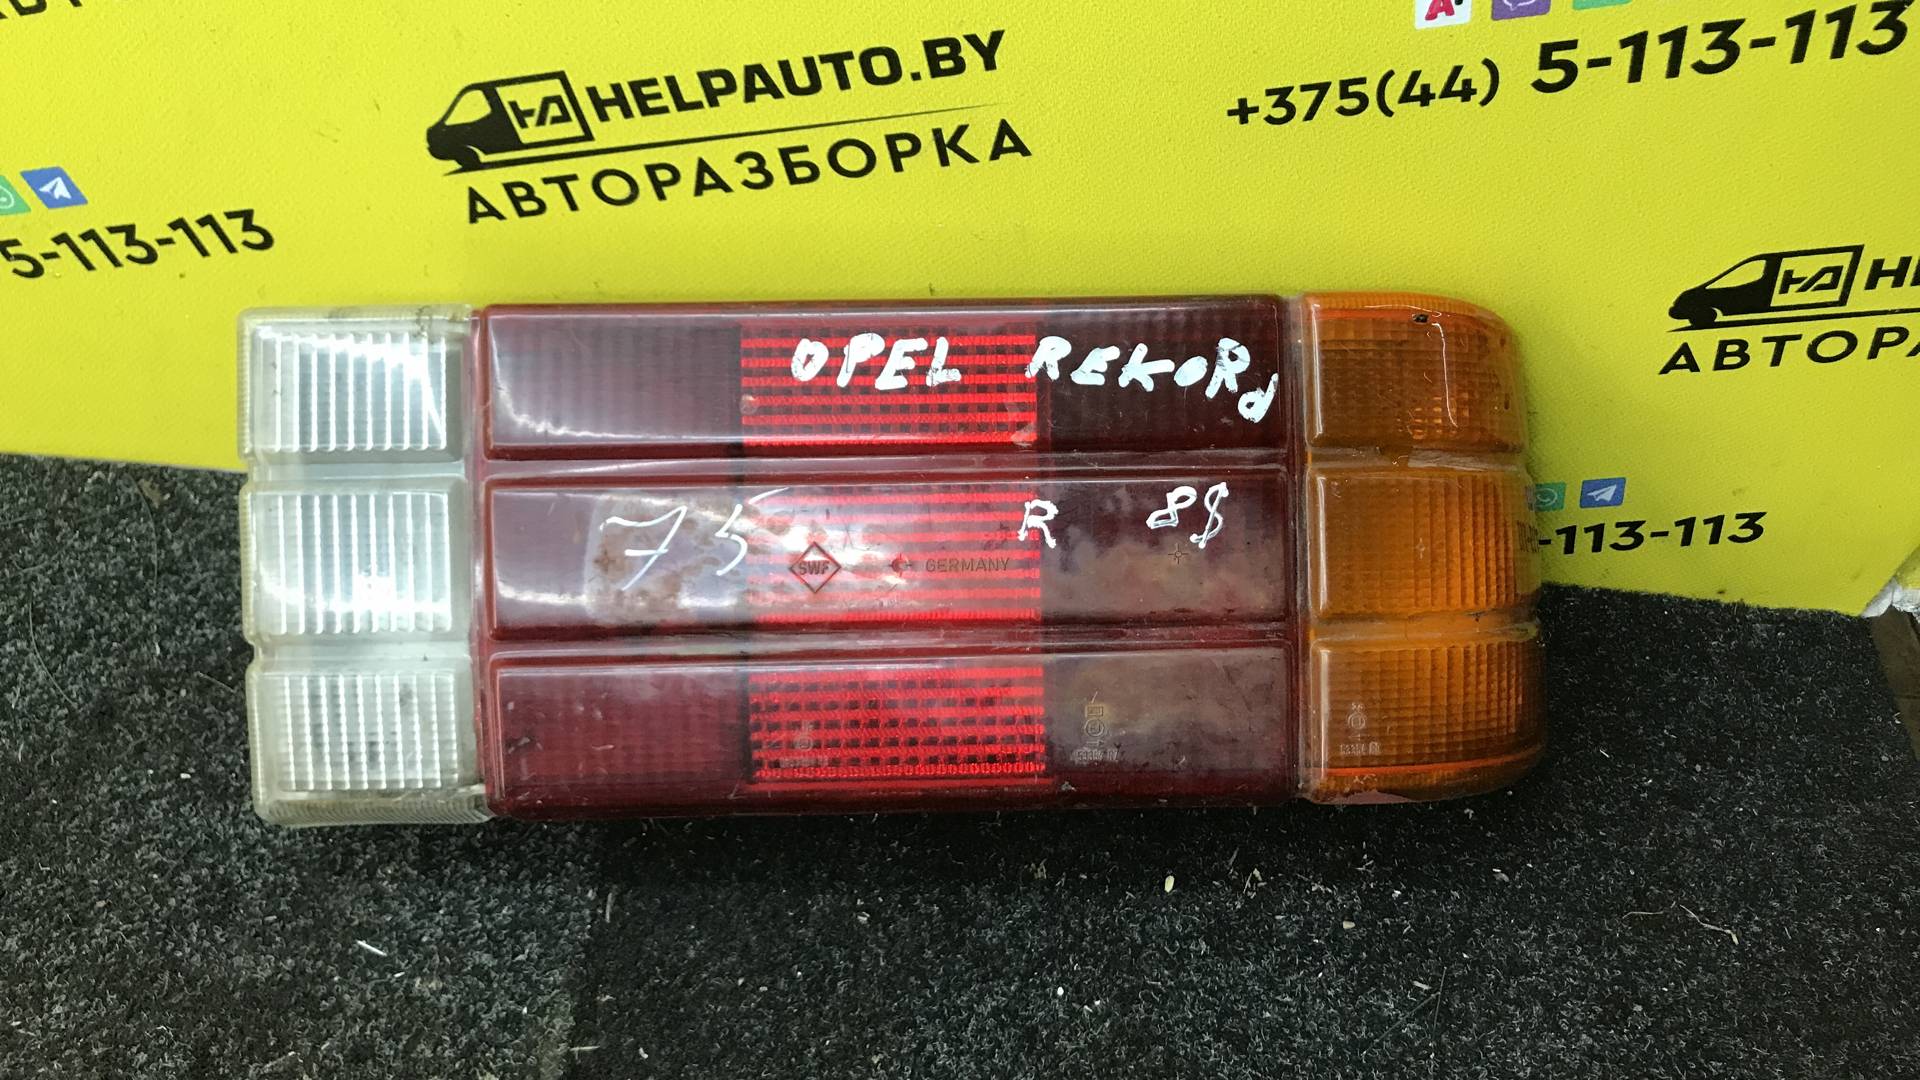 HELPAUTO.BY
АВТОРАЗБОРКА
+375(44) 5-113-113
5-113-113
АВТОРА
OPEL REKORd
75 R 8$
SWF GERMANY
-113-113